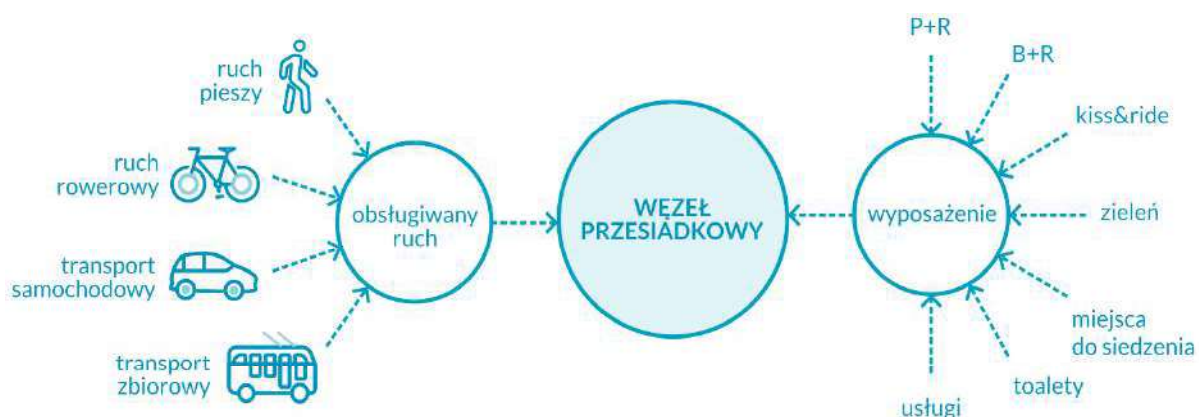 ruch
pieszy
ruch
rowerowy
transport
samochodowy
transport
zbiorowy
obsługiwany
ruch
WĘZEŁ
PRZESIADKOWY
wyposażenie
P+R
B+R
kiss&ride
zieleń
miejsca
do siedzenia
toalety
usługi